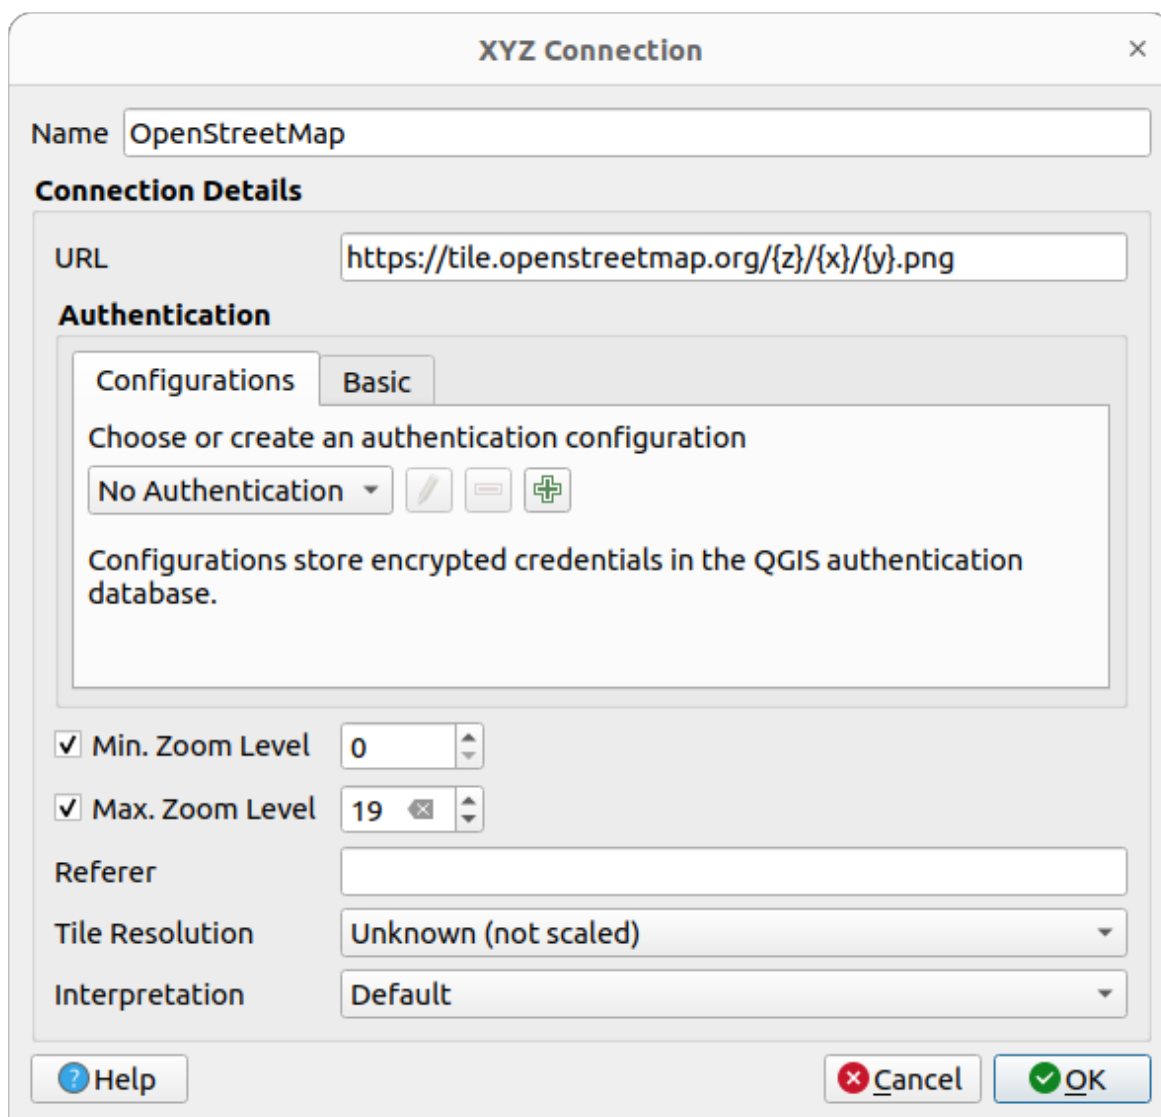 XYZ Connection
Name OpenStreetMap
Connection Details
URL https://tile.openstreetmap.org/{z}/{x}/{y}.png
Authentication
Configurations Basic
Choose or create an authentication configuration
No Authentication
Configurations store encrypted credentials in the QGIS authentication
database.
Min. Zoom Level 0
Max. Zoom Level 19
Referer
Tile Resolution Unknown (not scaled)
Interpretation Default
Help Cancel OK